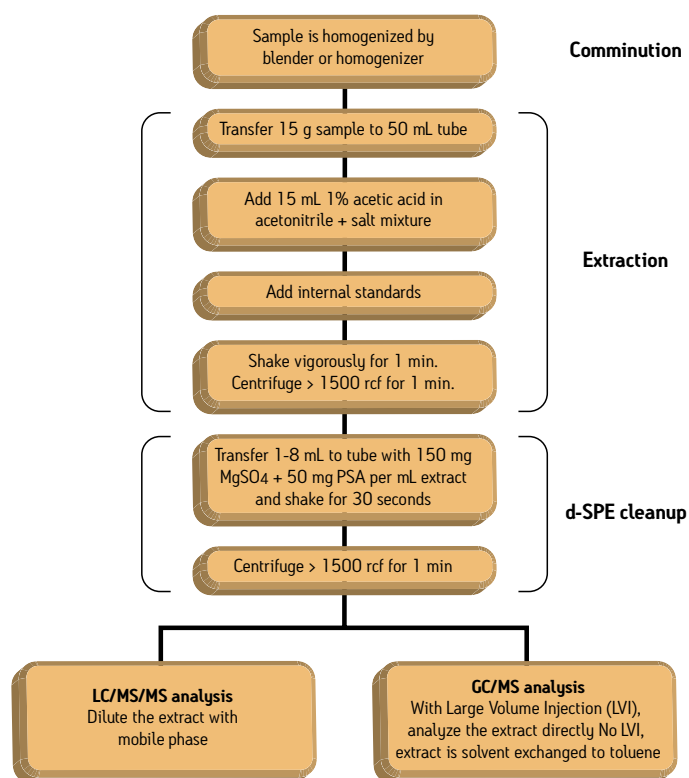 Sample is homogenized by
blender or homogenizer
Comminution
Transfer 15 g sample to 50 mL tube
Add 15 mL 1% acetic acid in
acetonitrile + salt mixture
Extraction
Add internal standards
Shake vigorously for 1 min.
Centrifuge > 1500 rcf for 1 min.
Transfer 1-8 mL to tube with 150 mg
MgSO4 + 50 mg PSA per mL extract
and shake for 30 seconds
d-SPE cleanup
Centrifuge > 1500 rcf for 1 min
LC/MS/MS analysis
Dilute the extract with
mobile phase
GC/MS analysis
With Large Volume Injection (LVI),
analyze the extract directly No LVI,
extract is solvent exchanged to toluene